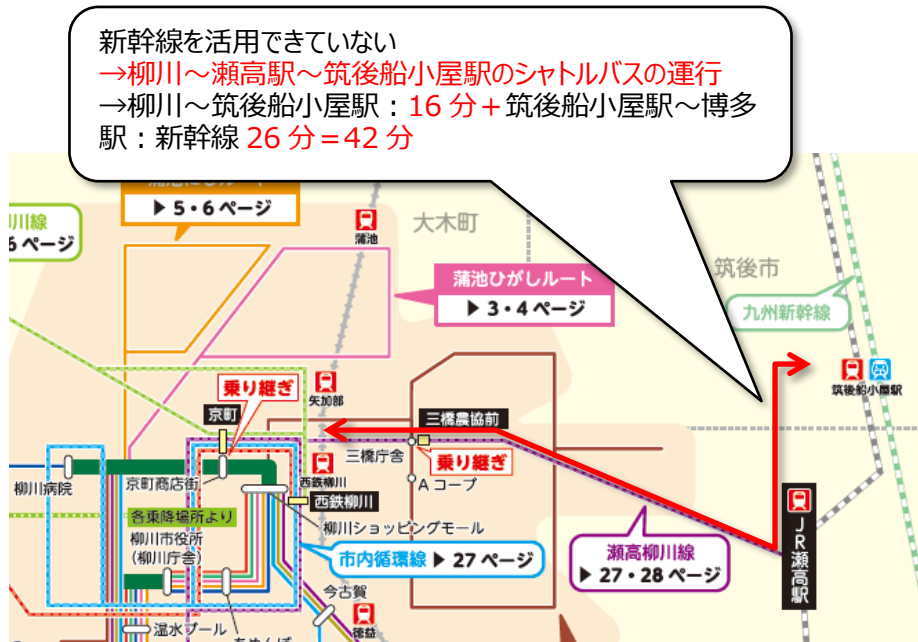 新幹線を活用できていない
→柳川～瀬高駅～筑後船小屋駅のシャトルバスの運行
→柳川～筑後船小屋駅：16 分＋筑後船小屋駅～博多
駅：新幹線 26 分＝42 分
▶ 5・6 ページ
川線
6 ページ
蒲池
大木町
筑後市
蒲池ひがしルート
▶ 3・4 ページ
九州新幹線
筑後船小屋駅
矢加部
乗り継ぎ
京町
三橋農協前
三橋庁舎
乗り継ぎ
Aコープ
柳川病院
京町商店街
西鉄柳川
西鉄柳川
各乗降場所より
柳川市役所
(柳川庁舎)
柳川ショッピングモール
市内循環線 ▶ 27 ページ
瀬高柳川線
▶ 27・28 ページ
JR瀬高駅
今古賀
徳益
温水プール